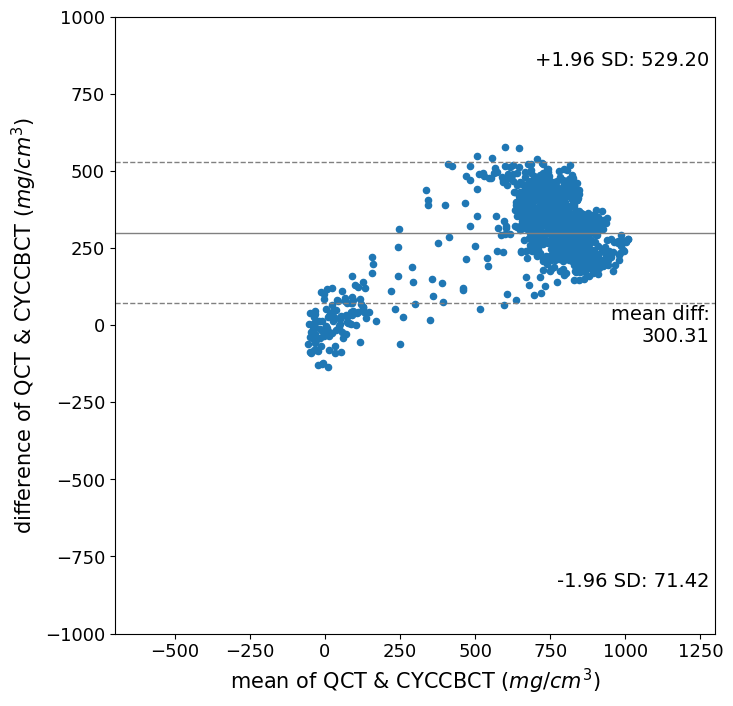 1000
750
500
250
0
−250
−500
−750
−1000
difference of QCT & CYCCBCT (mg/cm³)
+1.96 SD: 529.20
mean diff:
300.31
-1.96 SD: 71.42
−500 −250 0 250 500 750 1000 1250
mean of QCT & CYCCBCT (mg/cm³)